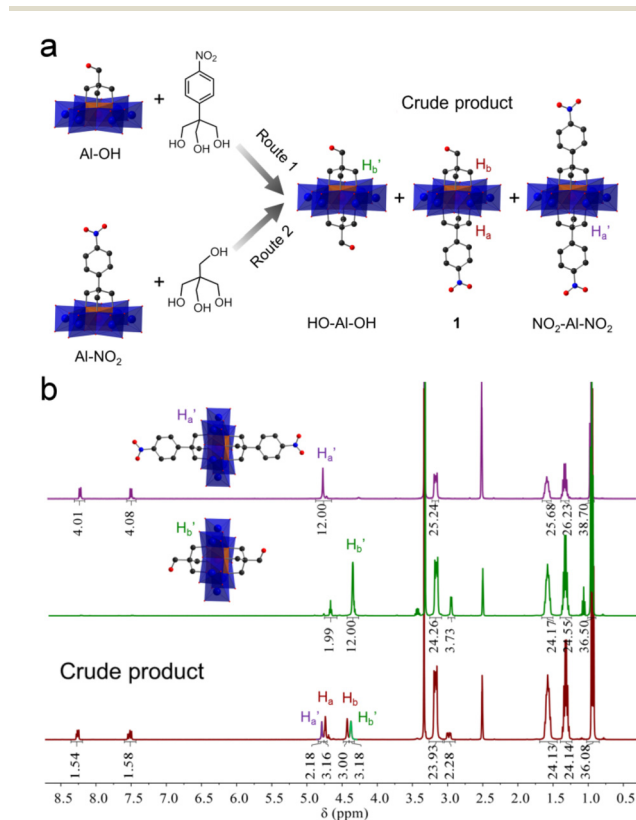 a
NO₂
Al-OH
+
HO
OH
OH
Route 1
Crude product
Hb'
+
Hb
Ha
+
Ha'
Al-NO₂
+
OH
HO
OH
OH
Route 2
HO-Al-OH
1
NO₂-Al-NO₂
b
Ha'
Ha'
4.01
4.08
12.00
25.24
25.68
26.23
38.70
Hb'
Hb'
1.99
12.00
24.26
3.73
24.17
24.55
36.50
Crude product
Ha'
Ha
Hb
Hb'
1.54
1.58
2.18
3.16
3.00
3.18
23.93
2.28
24.13
24.14
36.08
8.5 8.0 7.5 7.0 6.5 6.0 5.5 5.0 4.5 4.0 3.5 3.0 2.5 2.0 1.5 1.0 0.5
δ (ppm)